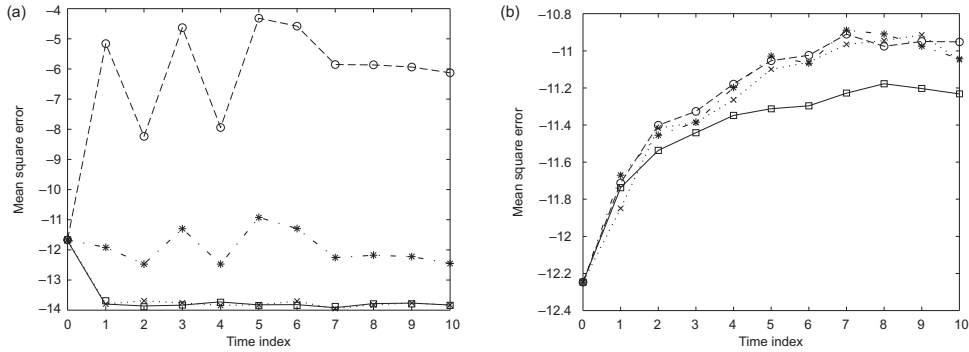 (a)
Mean square error
−4
−5
−6
−7
−8
−9
−10
−11
−12
−13
−14
0 1 2 3 4 5 6 7 8 9 10
Time index
(b)
Mean square error
−10.8
−11
−11.2
−11.4
−11.6
−11.8
−12
−12.2
−12.4
0 1 2 3 4 5 6 7 8 9 10
Time index